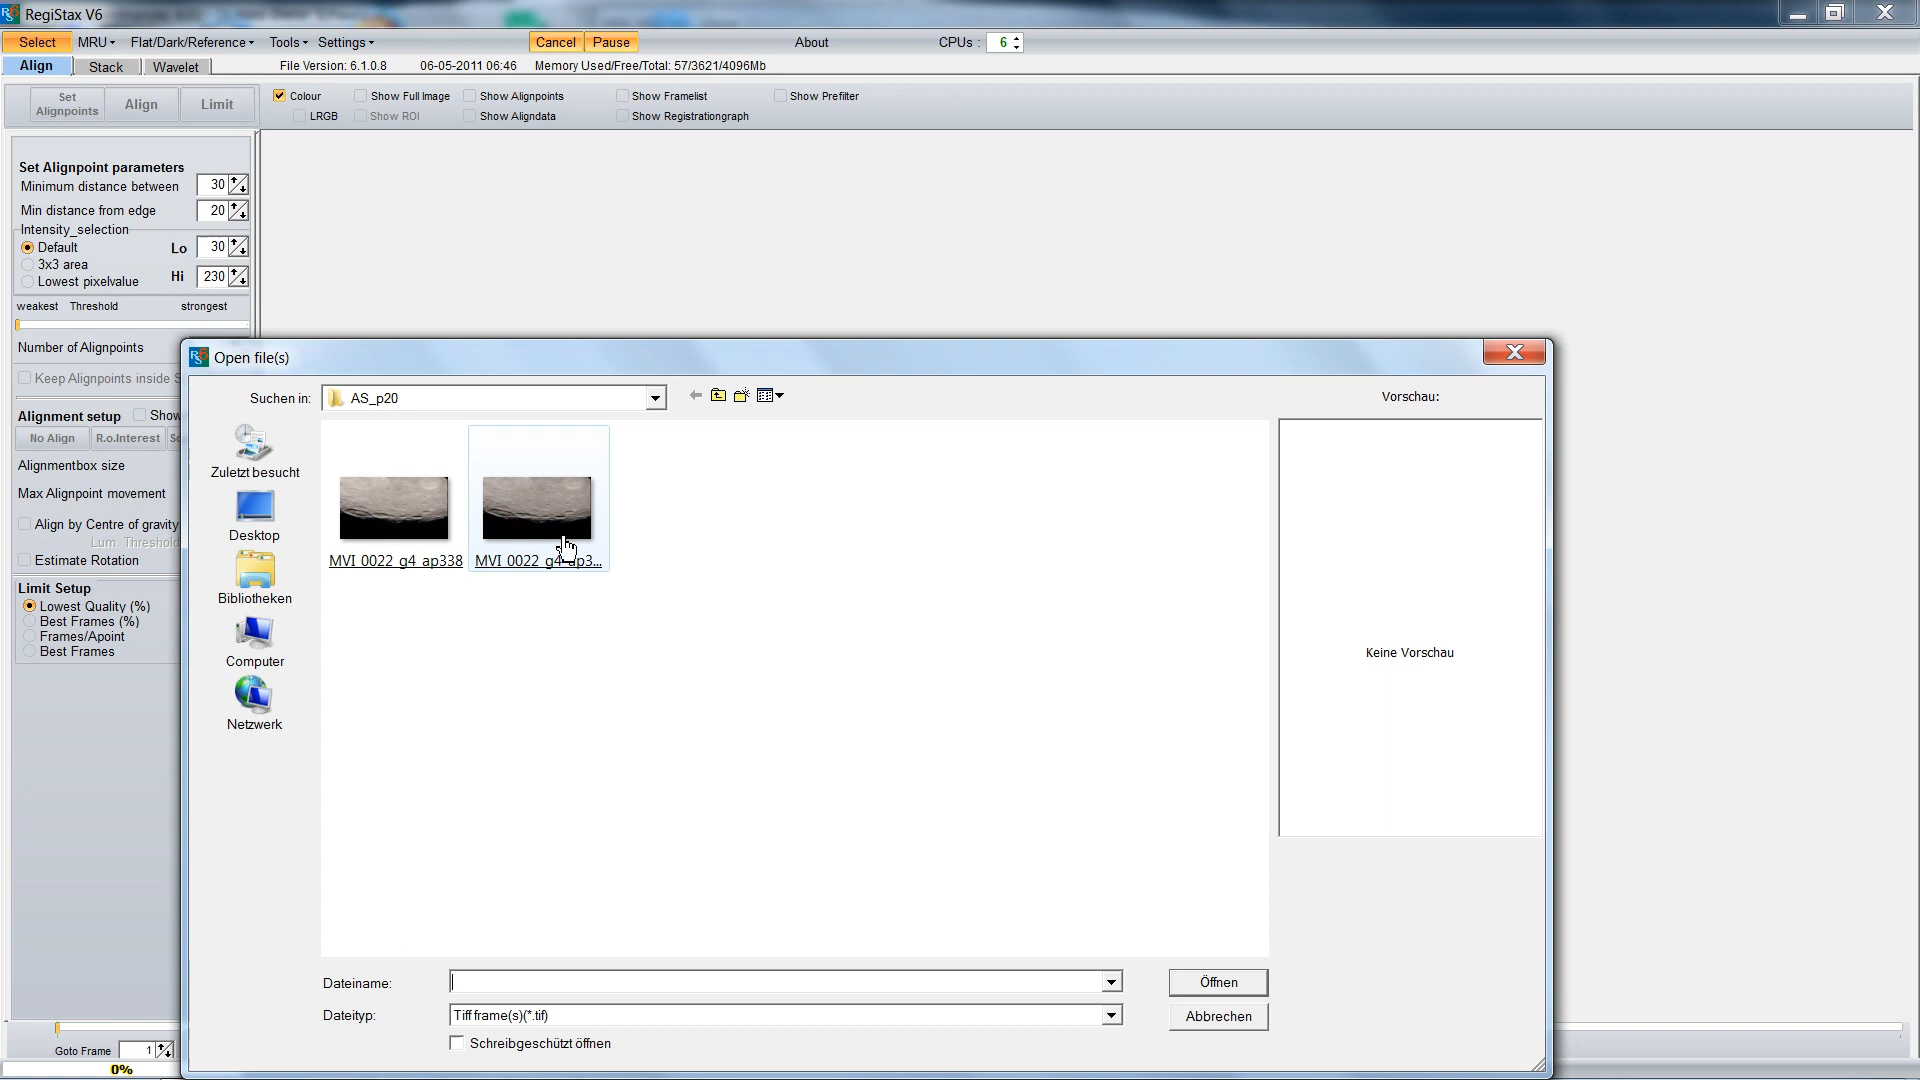 RegiStax V6
Select MRU Flat/Dark/Reference Tools Settings Cancel Pause About CPUs : 6
Align Stack Wavelet File Version: 6.1.0.8 06-05-2011 06:46 Memory Used/Free/Total: 57/3621/4096Mb
Set Alignpoints Align Limit
Colour Show Full Image Show Alignpoints Show Framelist Show Prefilter
LRGB Show ROI Show Aligndata Show Registrationgraph
Set Alignpoint parameters
Minimum distance between 30
Min distance from edge 20
Intensity_selection
Default Lo 30
3x3 area
Lowest pixelvalue Hi 230
weakest Threshold strongest
Number of Alignpoints
Keep Alignpoints inside S
Alignment setup Show
No Align R.o.Interest
Alignmentbox size
Max Alignpoint movement
Align by Centre of gravity
Lum. Threshold
Estimate Rotation
Limit Setup
Lowest Quality (%)
Best Frames (%)
Frames/Apoint
Best Frames
Goto Frame 1
0%
Open file(s)
Suchen in: AS_p20
Vorschau:
Zuletzt besucht
Desktop
Bibliotheken
Computer
Netzwerk
MVI_0022_g4_ap338 MVI_0022_g4_ap3...
Keine Vorschau
Dateiname: Öffnen
Dateityp: Tiff frame(s)(*.tif) Abbrechen
Schreibgeschützt öffnen